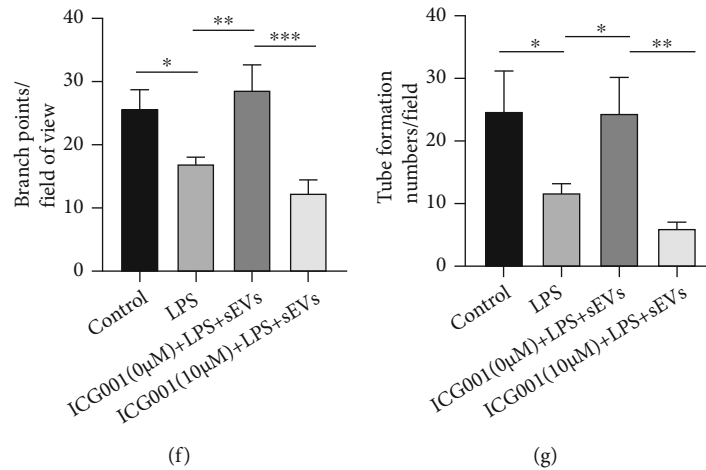 Branch points/
field of view
40
30
20
10
0
*
**
***
Control
LPS
ICG001(0μM)+LPS+sEVs
ICG001(10μM)+LPS+sEVs
(f)
Tube formation
numbers/field
40
30
20
10
0
*
*
**
Control
LPS
ICG001(0μM)+LPS+sEVs
ICG001(10μM)+LPS+sEVs
(g)